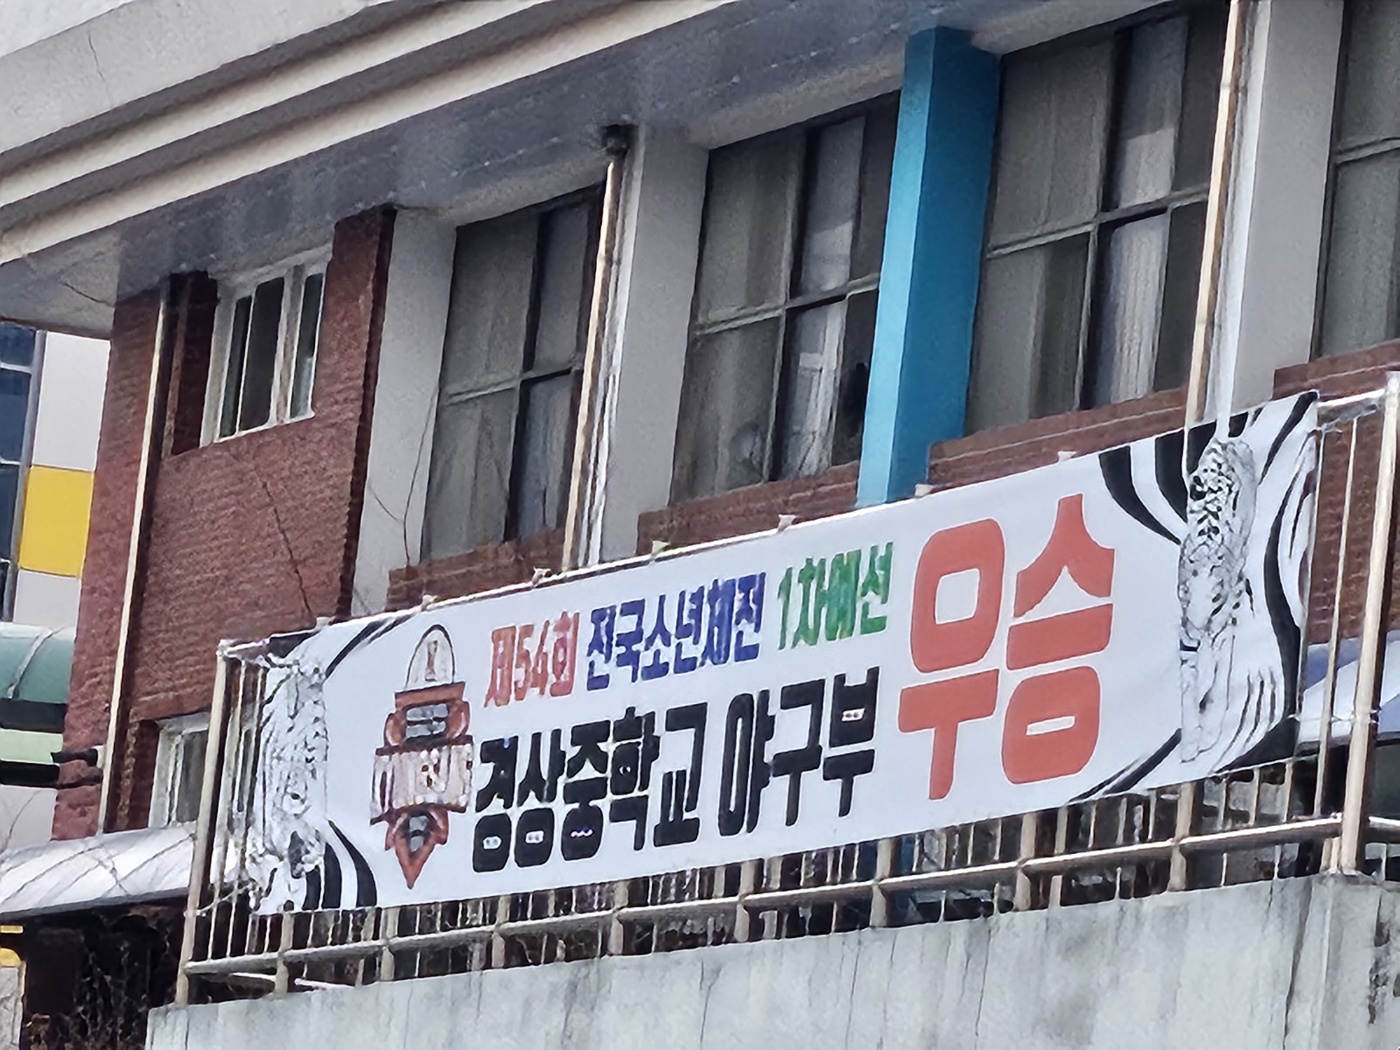 제54회 전국소년체전 1차예선
경상중학교 야구부
우승